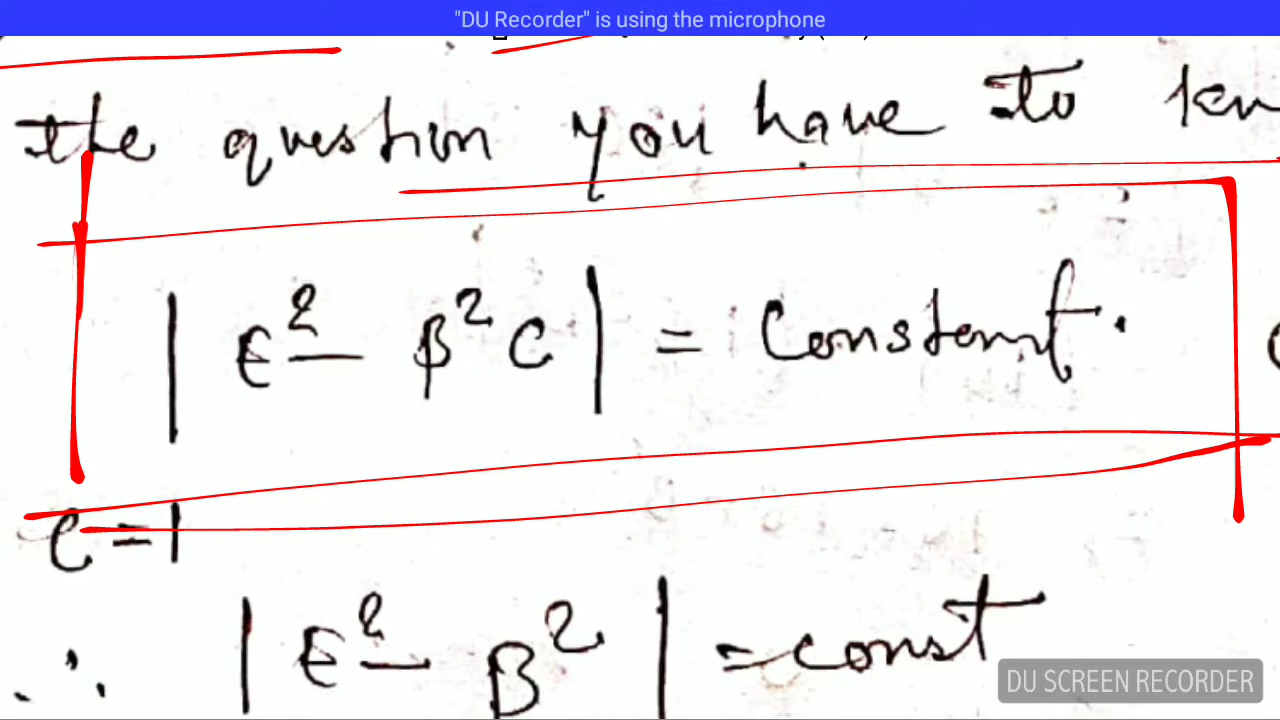 "DU Recorder" is using the microphone
the question you have to
| E² - B² C | = Constant.
C = 1
∴ | E² - B² | = const
DU SCREEN RECORDER